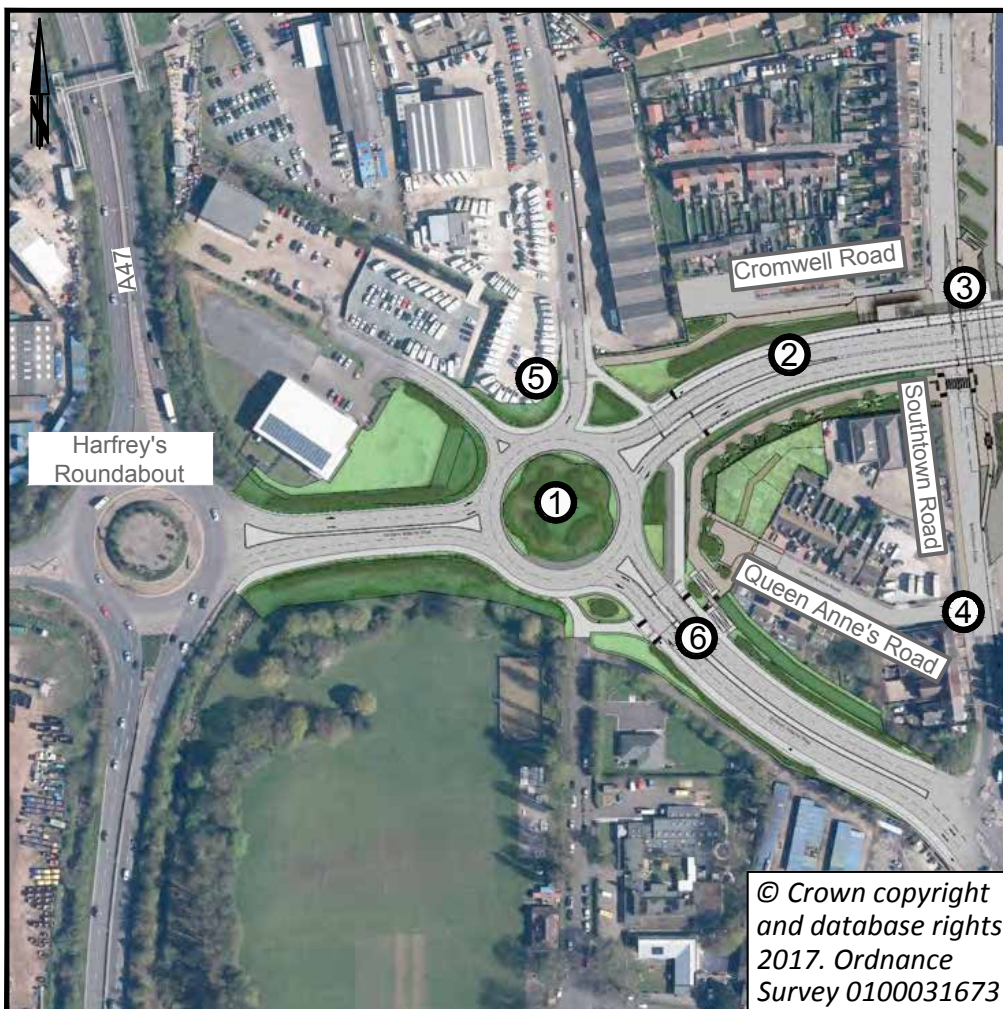 N
A47
Cromwell Road
3
2
5
Southtown Road
Harfrey's
Roundabout
1
Queen Anne's Road
4
6
© Crown copyright
and database rights
2017. Ordnance
Survey 0100031673